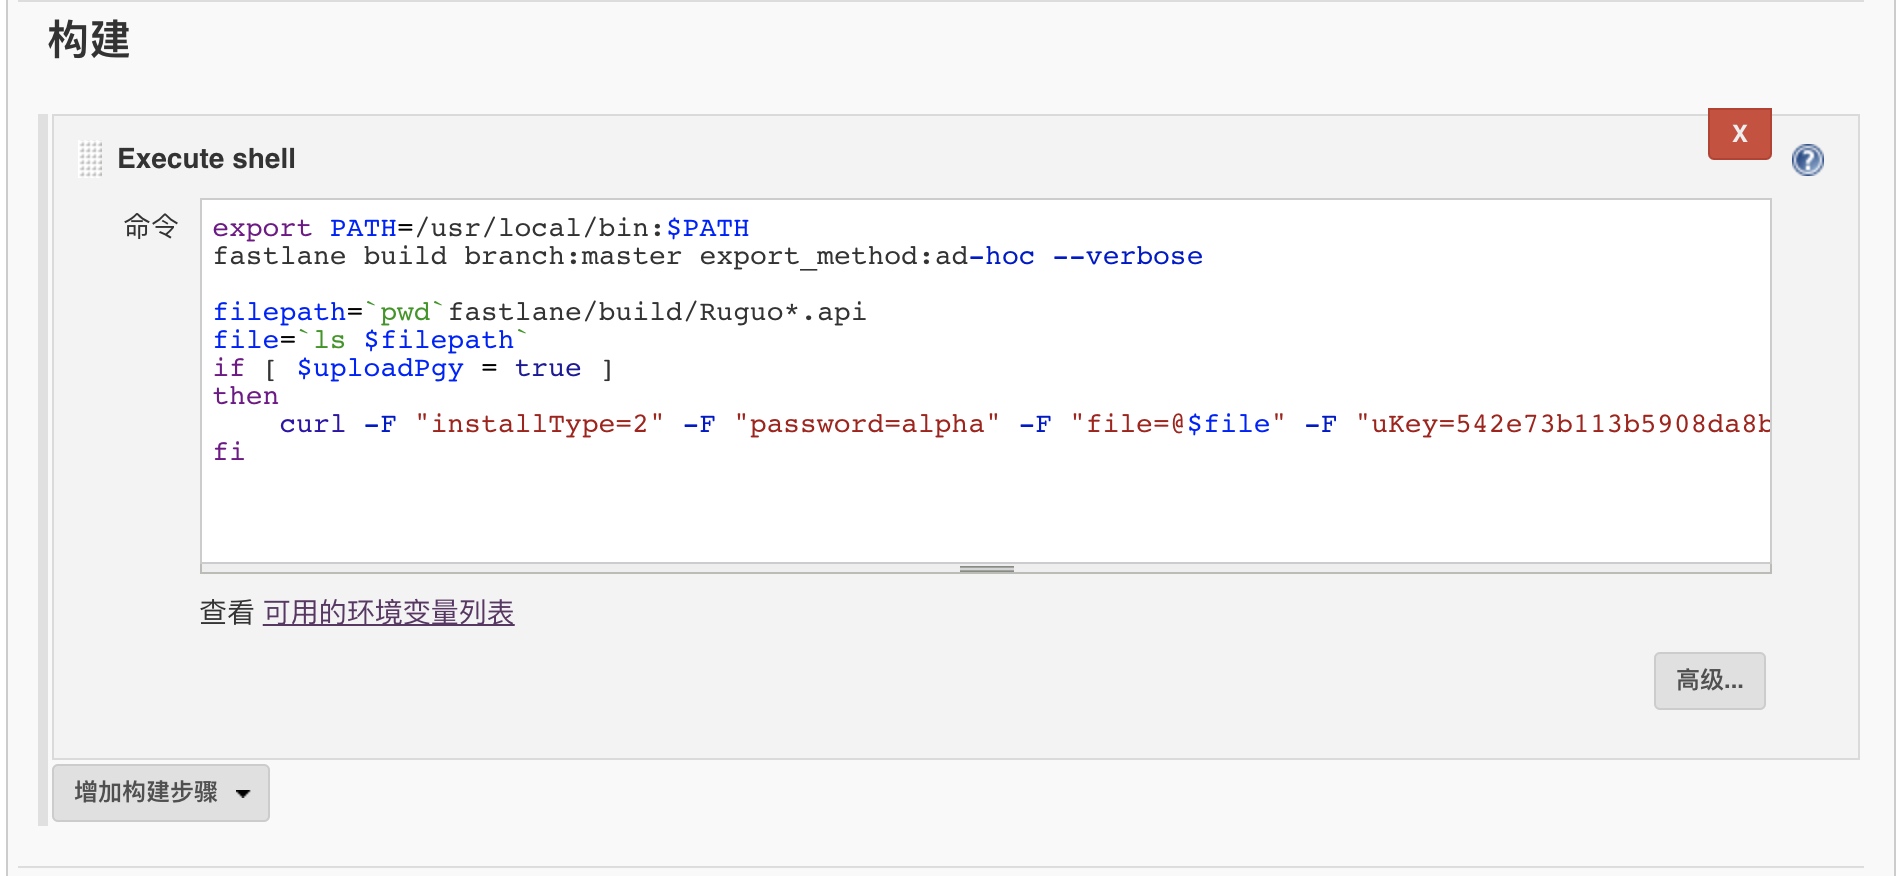 构建
Execute shell
X
?
命令
export PATH=/usr/local/bin:$PATH
fastlane build branch:master export_method:ad-hoc --verbose
filepath=`pwd`fastlane/build/Ruguo*.api
file=`ls $filepath`
if [ $uploadPgy = true ]
then
    curl -F "installType=2" -F "password=alpha" -F "file=@$file" -F "uKey=542e73b113b5908da8b
fi
查看 可用的环境变量列表
高级...
增加构建步骤